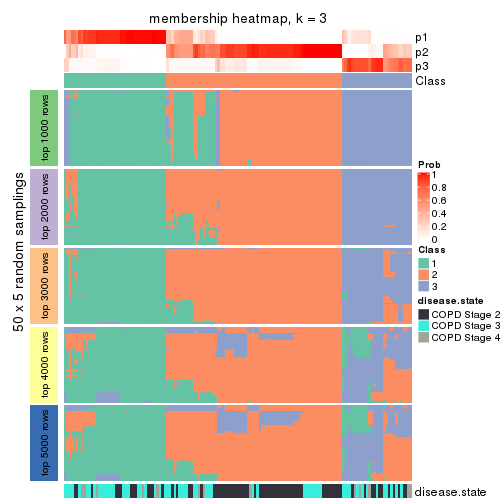 membership heatmap, k = 3
p1
p2
p3
Class
50 x 5 random samplings
top 1000 rows
top 2000 rows
top 3000 rows
top 4000 rows
top 5000 rows
Prob
1
0.8
0.6
0.4
0.2
0
Class
1
2
3
disease.state
COPD Stage 2
COPD Stage 3
COPD Stage 4
disease.state